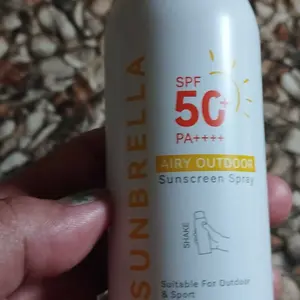 SUNBRELLA
SPF
50+
PA++++
AIRY OUTDOOR
Sunscreen Spray
SHAKE
Suitable For Outdoor
& Sport